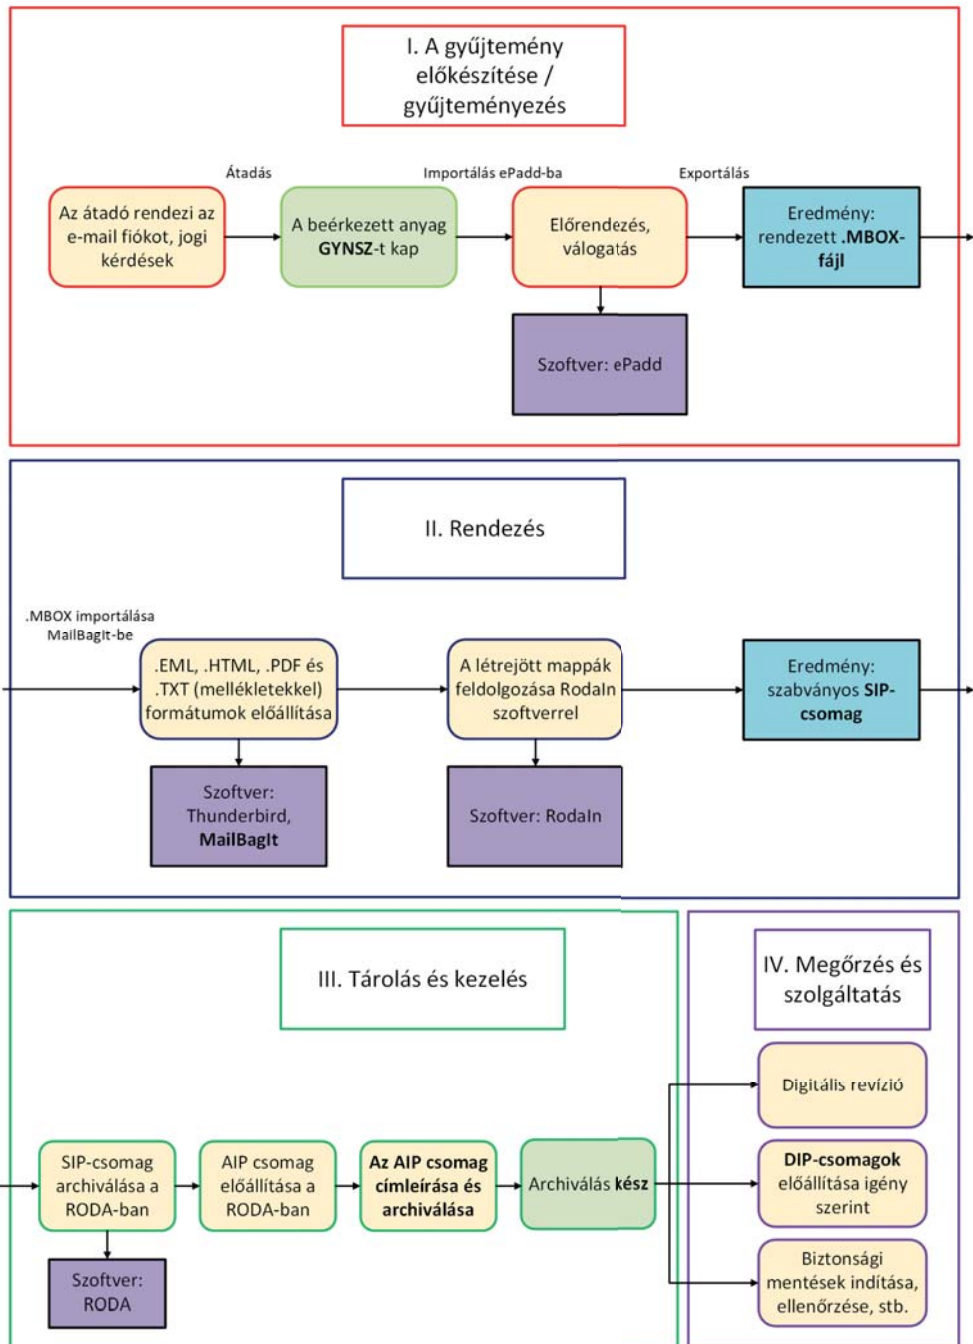 I. A gyűjtemény
előkészítése /
gyűjteményezés
Átadás
Importálás ePadd-ba
Exportálás
Az átadó rendezi az
e-mail fiókot, jogi
kérdések
A beérkezett anyag
GYNSZ-t kap
Előrendezés,
válogatás
Eredmény:
rendezett .MBOX-
fájl
Szoftver: ePadd
II. Rendezés
.MBOX importálása
MailBagIt-be
.EML, .HTML, .PDF és
.TXT (mellékletekkel)
formátumok előállítása
A létrejött mappák
feldolgozása RodaIn
szoftverrel
Eredmény:
szabványos SIP-
csomag
Szoftver:
Thunderbird,
MailBagIt
Szoftver: RodaIn
III. Tárolás és kezelés
IV. Megőrzés és
szolgáltatás
SIP-csomag
archiválása a
RODA-ban
AIP csomag
előállítása a
RODA-ban
Az AIP csomag
címleírása és
archiválása
Archiválás kész
Digitális revízió
DIP-csomagok
előállítása igény
szerint
Biztonsági
mentések indítása,
ellenőrzése, stb.
Szoftver:
RODA